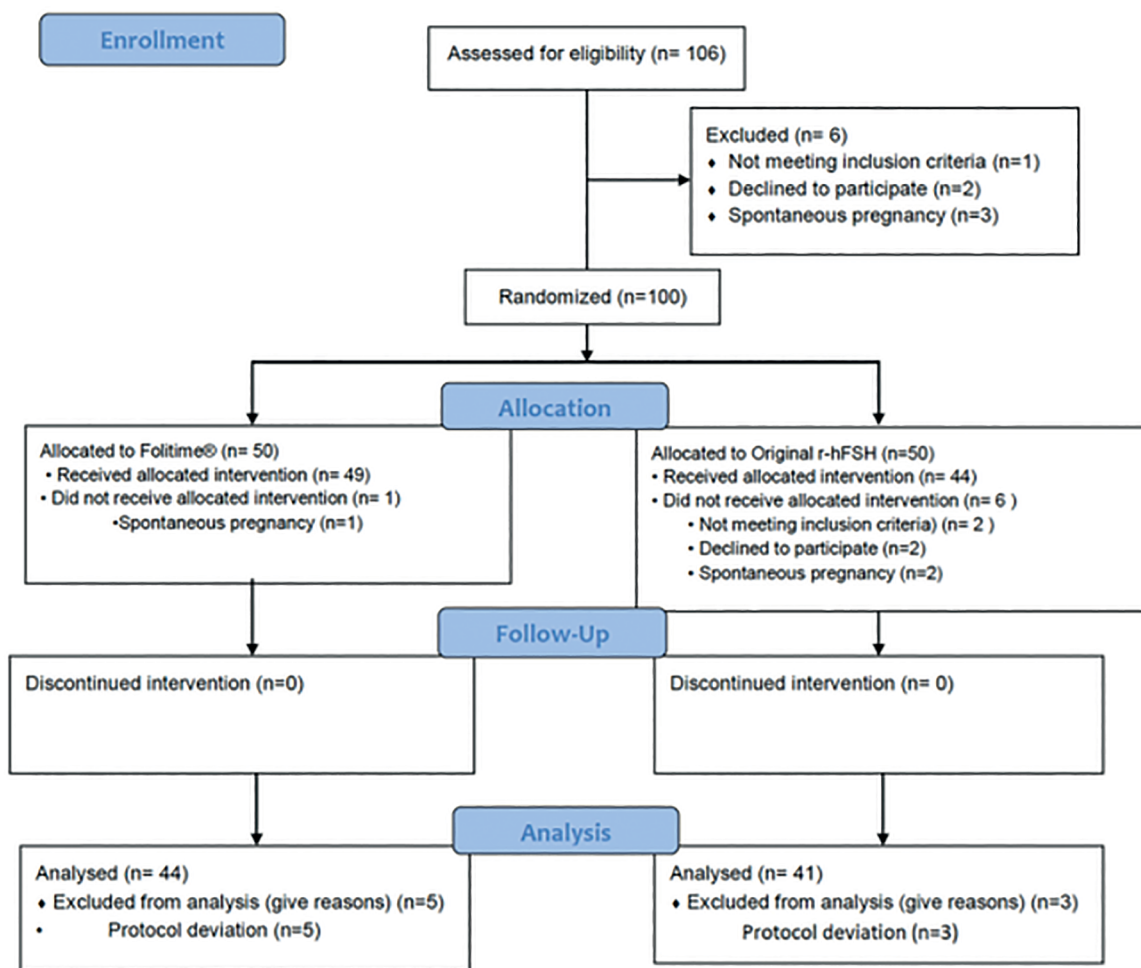 Enrollment
Assessed for eligibility (n= 106)
Excluded (n= 6)
♦ Not meeting inclusion criteria (n=1)
♦ Declined to participate (n=2)
♦ Spontaneous pregnancy (n=3)
Randomized (n=100)
Allocation
Allocated to Folitime® (n= 50)
• Received allocated intervention (n= 49)
• Did not receive allocated intervention (n= 1)
•Spontaneous pregnancy (n=1)
Allocated to Original r-hFSH (n=50)
• Received allocated intervention (n= 44)
• Did not receive allocated intervention (n= 6 )
• Not meeting inclusion criteria) (n= 2 )
• Declined to participate (n=2)
• Spontaneous pregnancy (n=2)
Follow-Up
Discontinued intervention (n=0)
Discontinued intervention (n= 0)
Analysis
Analysed (n= 44)
♦ Excluded from analysis (give reasons) (n=5)
• Protocol deviation (n=5)
Analysed (n= 41)
♦ Excluded from analysis (give reasons) (n=3)
Protocol deviation (n=3)